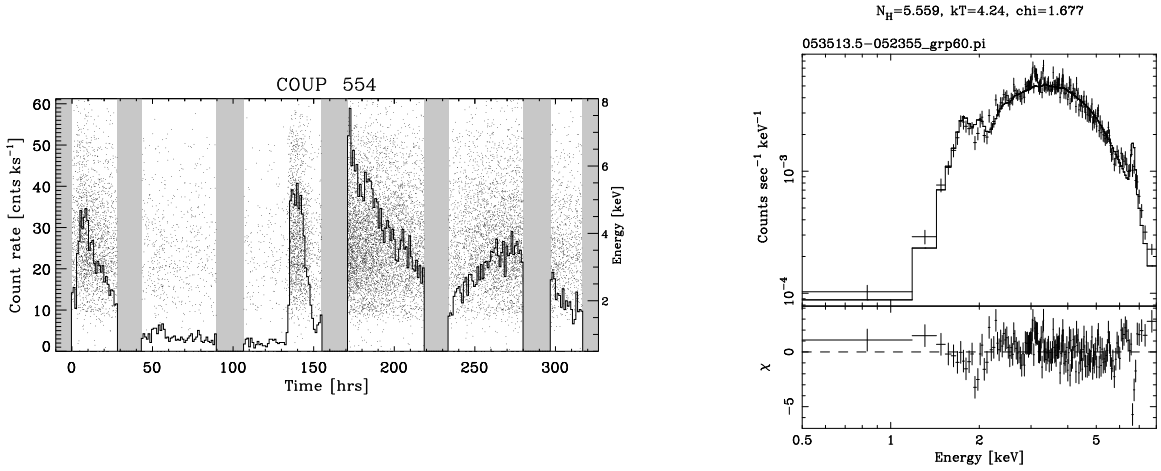 COUP 554
Count rate [cnts ks⁻¹]
60
50
40
30
20
10
0
8
6
4
2
Energy [keV]
0 50 100 150 200 250 300
Time [hrs]
N_H=5.559, kT=4.24, chi=1.677
053513.5−052355_grp60.pi
Counts sec⁻¹ keV⁻¹
10⁻³
10⁻⁴
χ
0
−5
0.5 1 2 5
Energy [keV]